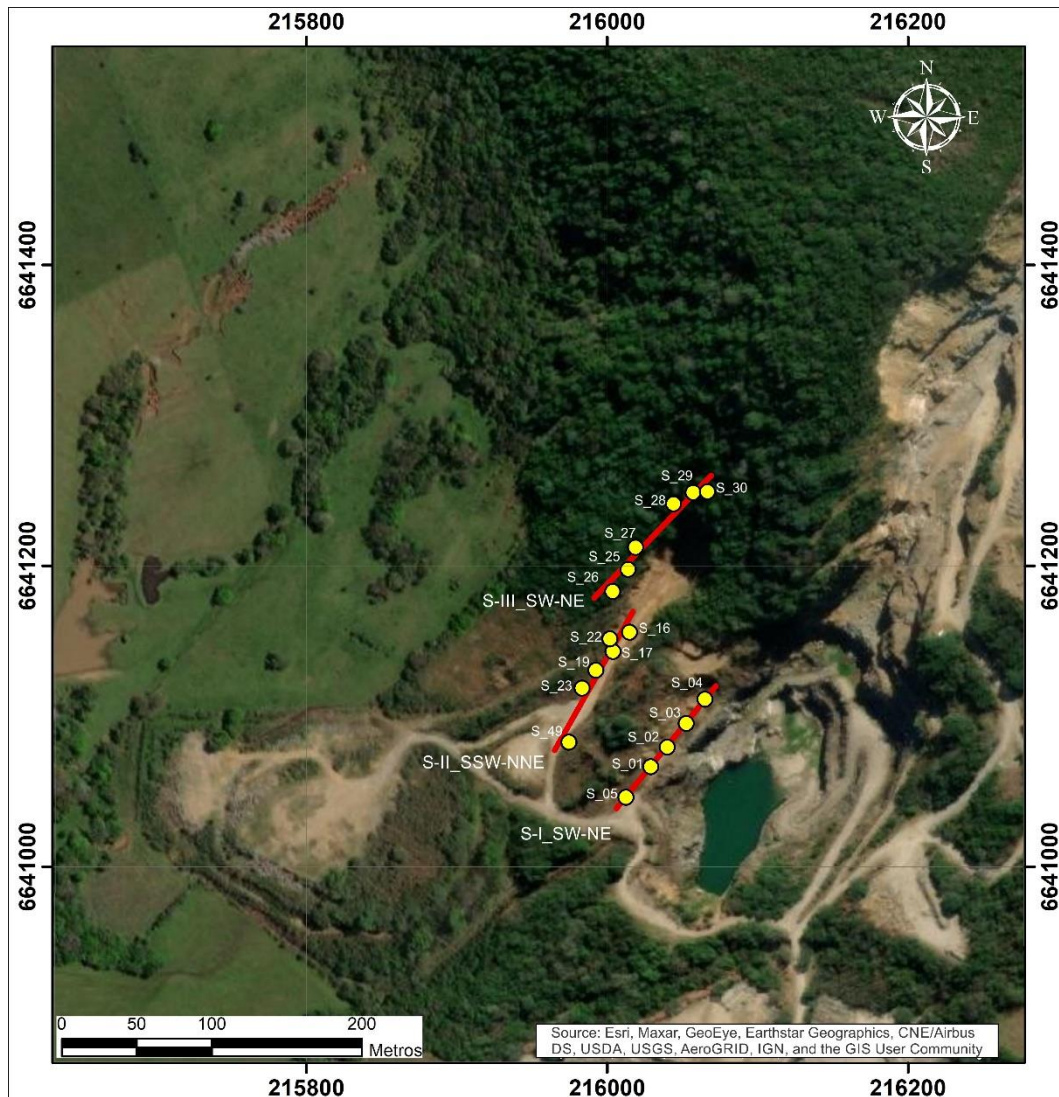 215800 216000 216200
N
W E
S
6641400 6641400
S_29
S_30
S_28
S_27
S_25
6641200 6641200
S_26
S-III_SW-NE
S_16
S_22
S_17
S_19
S_23
S_04
S_03
S_02
S_49
S-II_SSW-NNE
S_01
S_05
S-I_SW-NE
6641000 6641000
0 50 100 200
Metros
Source: Esri, Maxar, GeoEye, Earthstar Geographics, CNE/Airbus
DS, USDA, USGS, AeroGRID, IGN, and the GIS User Community
215800 216000 216200